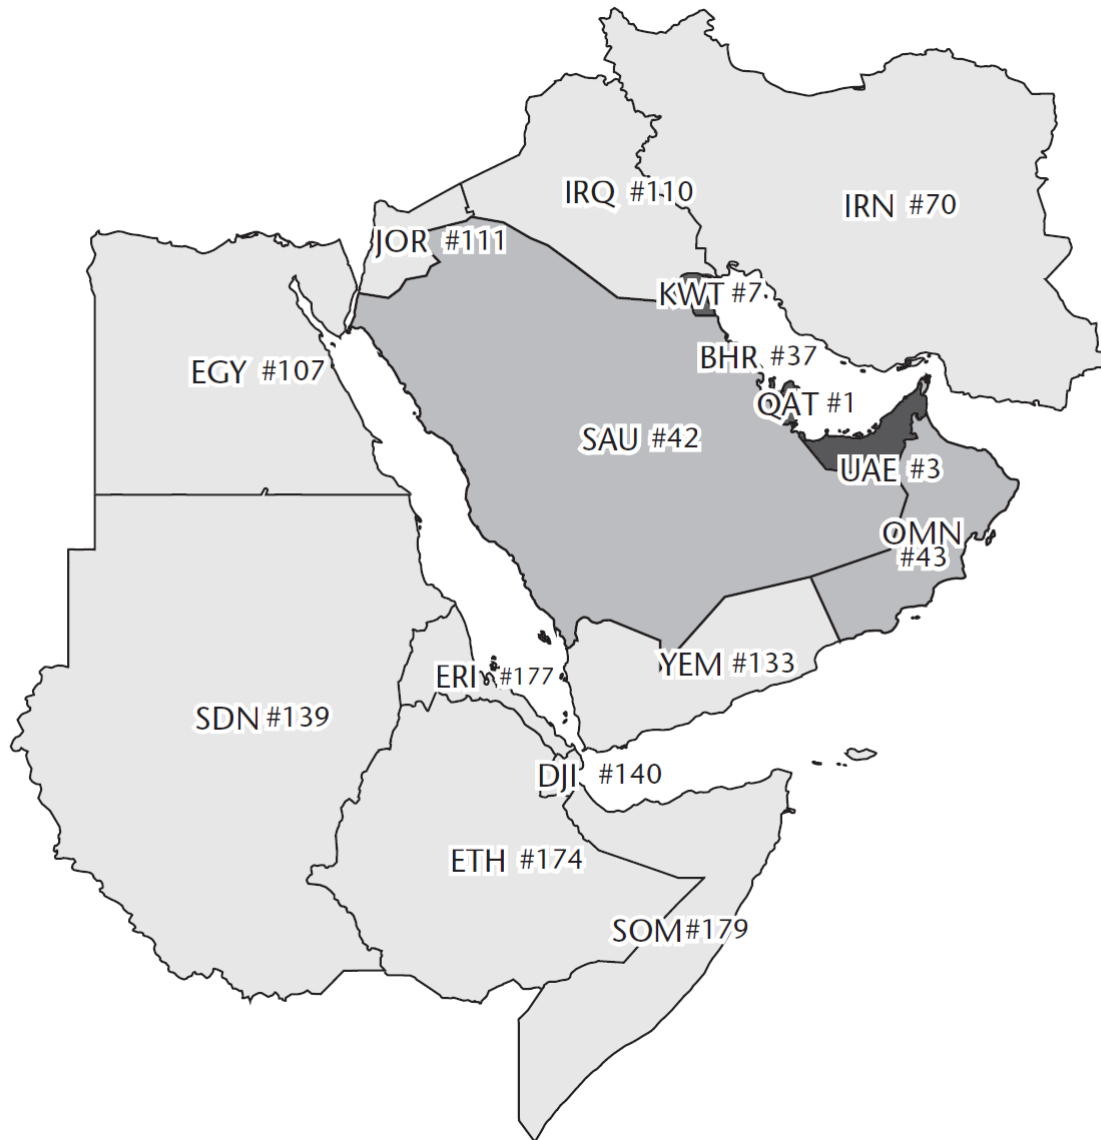 IRQ #110
IRN #70
JOR #111
KWT #7
BHR #37
EGY #107
QAT #1
SAU #42
UAE #3
OMN
#43
YEM #133
ERI #177
SDN #139
DJI #140
ETH #174
SOM #179